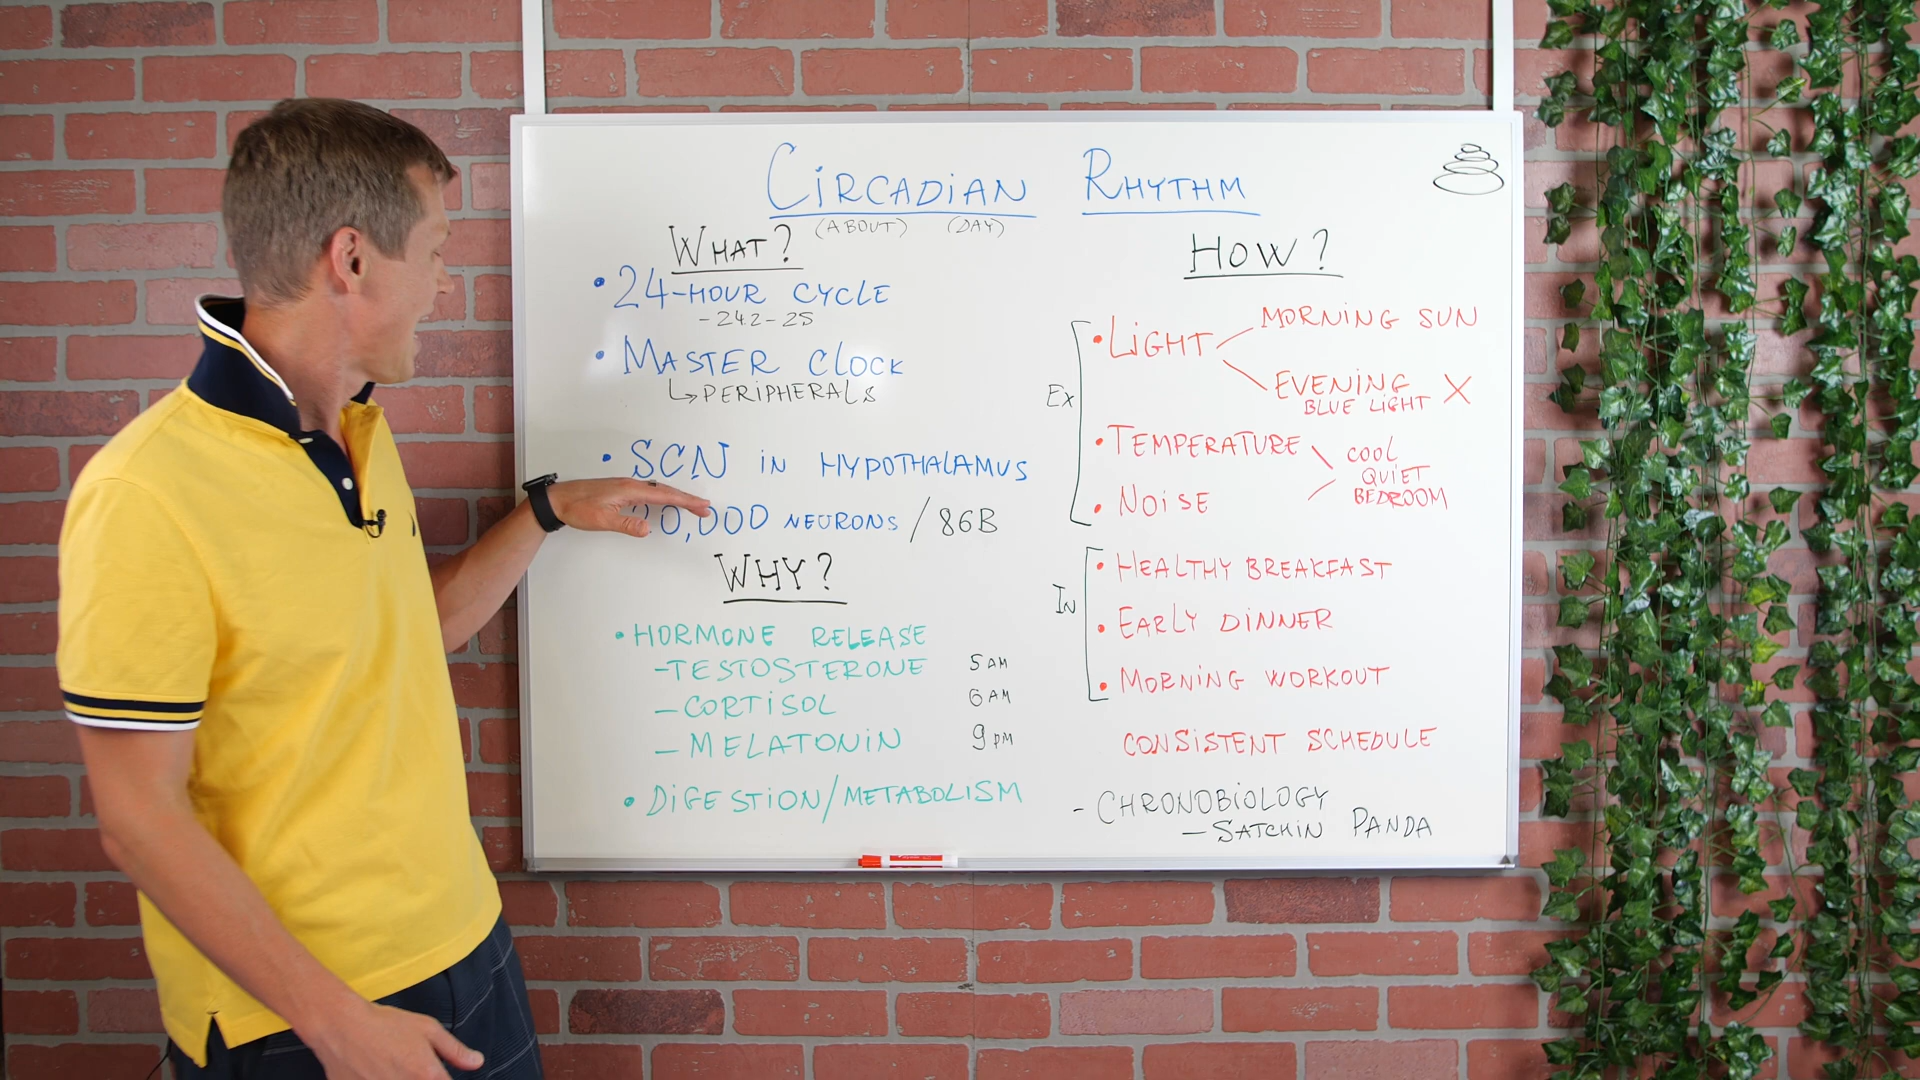 CIRCADIAN RHYTHM
(ABOUT) (DAY)
WHAT?
• 24-HOUR CYCLE
- 24.2 - 25
• MASTER CLOCK
↳ PERIPHERALS
• SCN IN HYPOTHALAMUS
20,000 NEURONS / 86B
WHY?
• HORMONE RELEASE
- TESTOSTERONE 5 AM
- CORTISOL 6 AM
- MELATONIN 9 PM
• DIGESTION/METABOLISM
HOW?
Ex
• LIGHT
MORNING SUN
EVENING X
BLUE LIGHT
• TEMPERATURE
• NOISE
COOL
QUIET
BEDROOM
IN
• HEALTHY BREAKFAST
• EARLY DINNER
• MORNING WORKOUT
CONSISTENT SCHEDULE
- CHRONOBIOLOGY
- SATCHIN PANDA